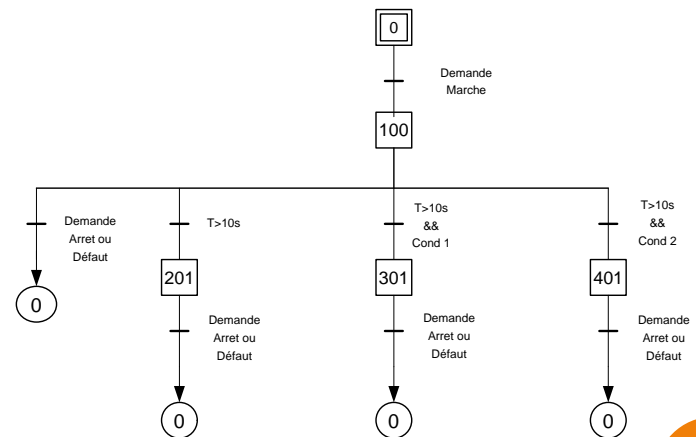 0
Demande
Marche
100
Demande
Arret ou
Défaut
T>10s
T>10s
&&
Cond 1
T>10s
&&
Cond 2
0
201
301
401
Demande
Arret ou
Défaut
Demande
Arret ou
Défaut
Demande
Arret ou
Défaut
0
0
0